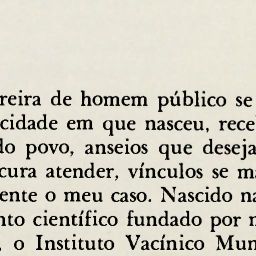 reira de homem público se
cidade em que nasceu, rece
do povo, anseios que deseja
cura atender, vínculos se ma
ente o meu caso. Nascido na
nto científico fundado por m
, o Instituto Vacínico Mun